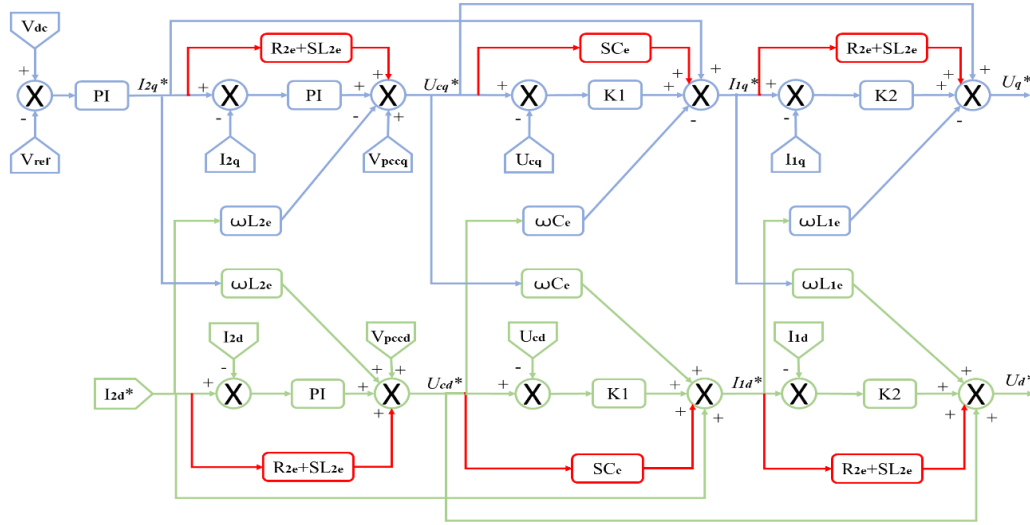 Vdc
R2e+SL2e
SCe
R2e+SL2e
+
+
+
+
PI
I2q*
+
PI
+
Ucq*
+
K1
+
I1q*
+
K2
+
Uq*
-
-
-
+
-
-
-
-
Vref
I2q
Vpccq
Ucq
I1q
ωL2e
ωCe
ωL1e
ωL2e
ωCe
ωL1e
I2d
Vpccd
Ucd
I1d
-
+
+
-
+
-
+
I2d*
+
PI
+
Ucd*
+
K1
+
I1d*
+
K2
+
Ud*
+
+
+
+
+
R2e+SL2e
SCe
R2e+SL2e